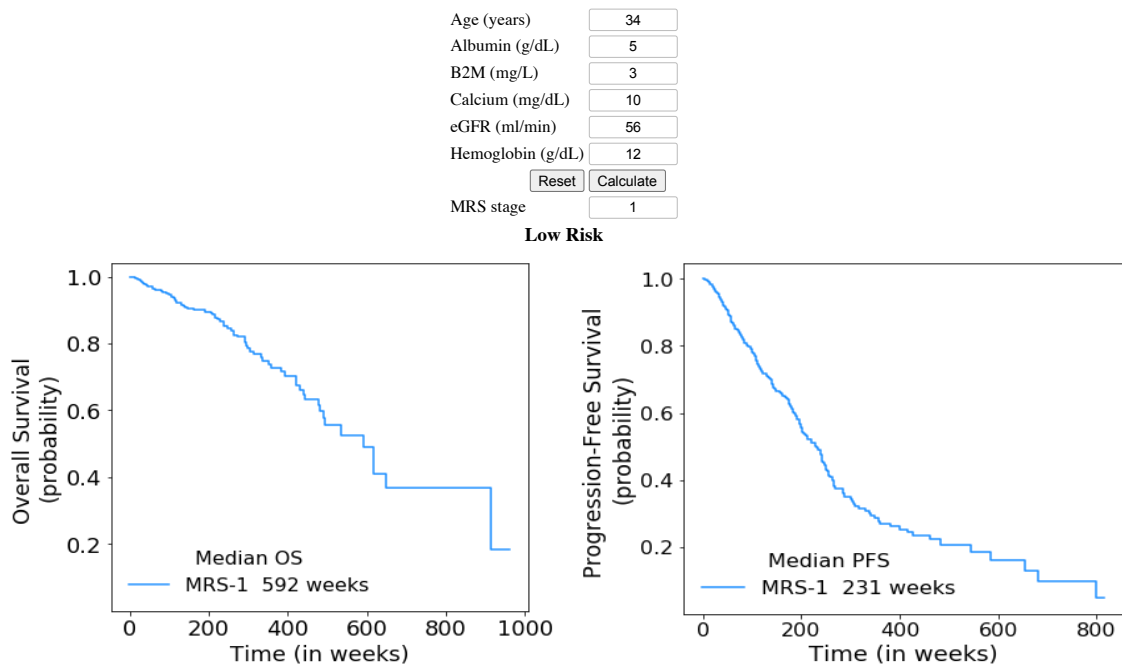 Age (years) 34
Albumin (g/dL) 5
B2M (mg/L) 3
Calcium (mg/dL) 10
eGFR (ml/min) 56
Hemoglobin (g/dL) 12
Reset Calculate
MRS stage 1
Low Risk
Overall Survival
(probability)
1.0
0.8
0.6
0.4
0.2
Median OS
MRS-1 592 weeks
0 200 400 600 800 1000
Time (in weeks)
Progression-Free Survival
(probability)
1.0
0.8
0.6
0.4
0.2
Median PFS
MRS-1 231 weeks
0 200 400 600 800
Time (in weeks)